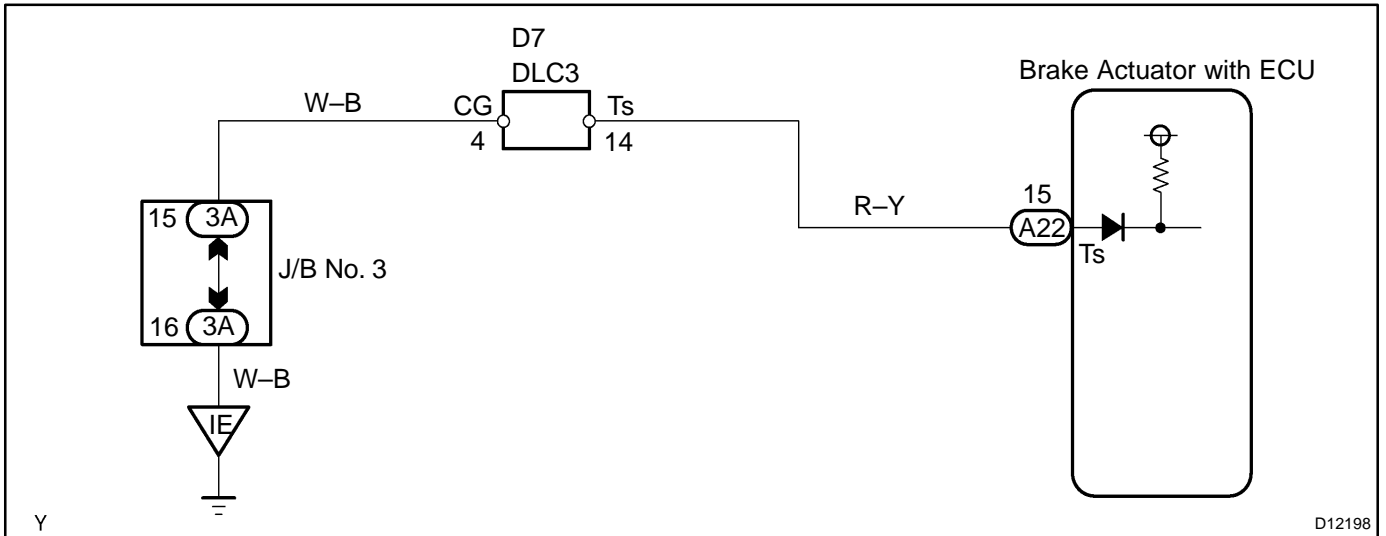 D7
DLC3
Brake Actuator with ECU
W–B
CG
Ts
4
14
15
3A
J/B No. 3
R–Y
15
A22
Ts
16
3A
W–B
IE
Y
D12198